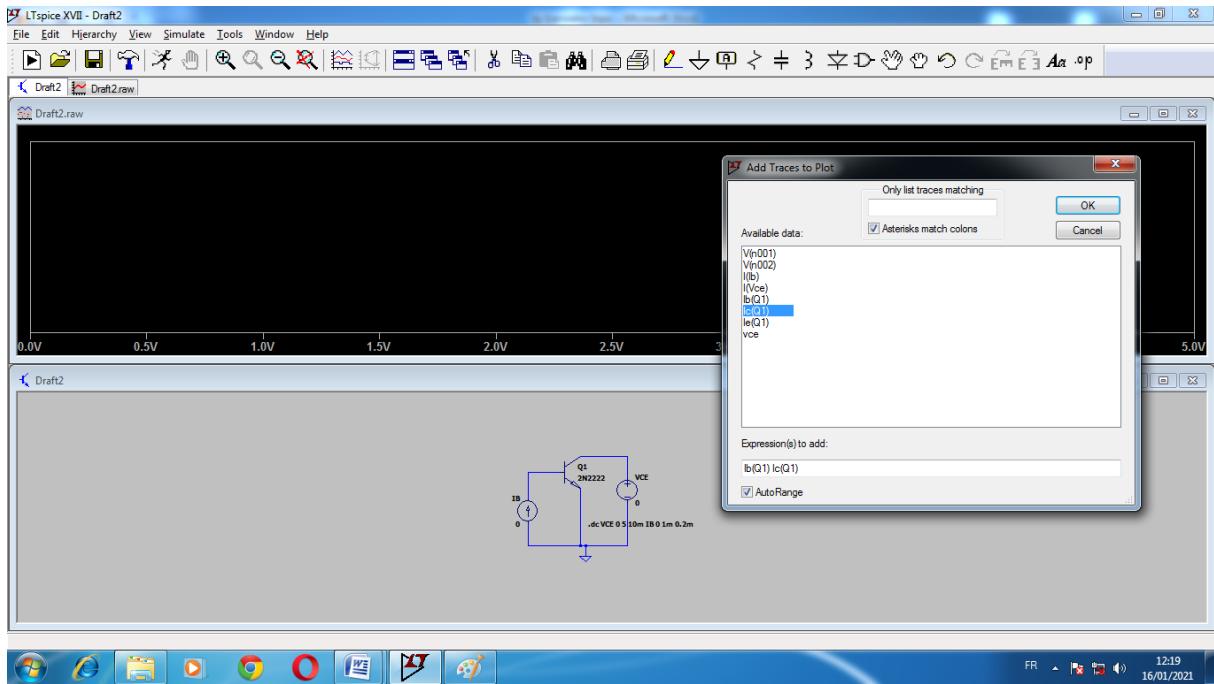 LTspice XVII - Draft2
File Edit Hierarchy View Simulate Tools Window Help
Aa .op
Draft2 Draft2.raw
Draft2.raw
0.0V 0.5V 1.0V 1.5V 2.0V 2.5V 3 5.0V
Add Traces to Plot
Only list traces matching
OK
Available data:
Asterisks match colons
Cancel
V(n001)
V(n002)
I(Ib)
I(Vce)
Ib(Q1)
Ic(Q1)
Ie(Q1)
vce
Expression(s) to add:
Ib(Q1) Ic(Q1)
AutoRange
Draft2
Q1
2N2222
VCE
IB
0
0
.dc VCE 0 5 10m IB 0 1m 0.2m
FR
12:19
16/01/2021